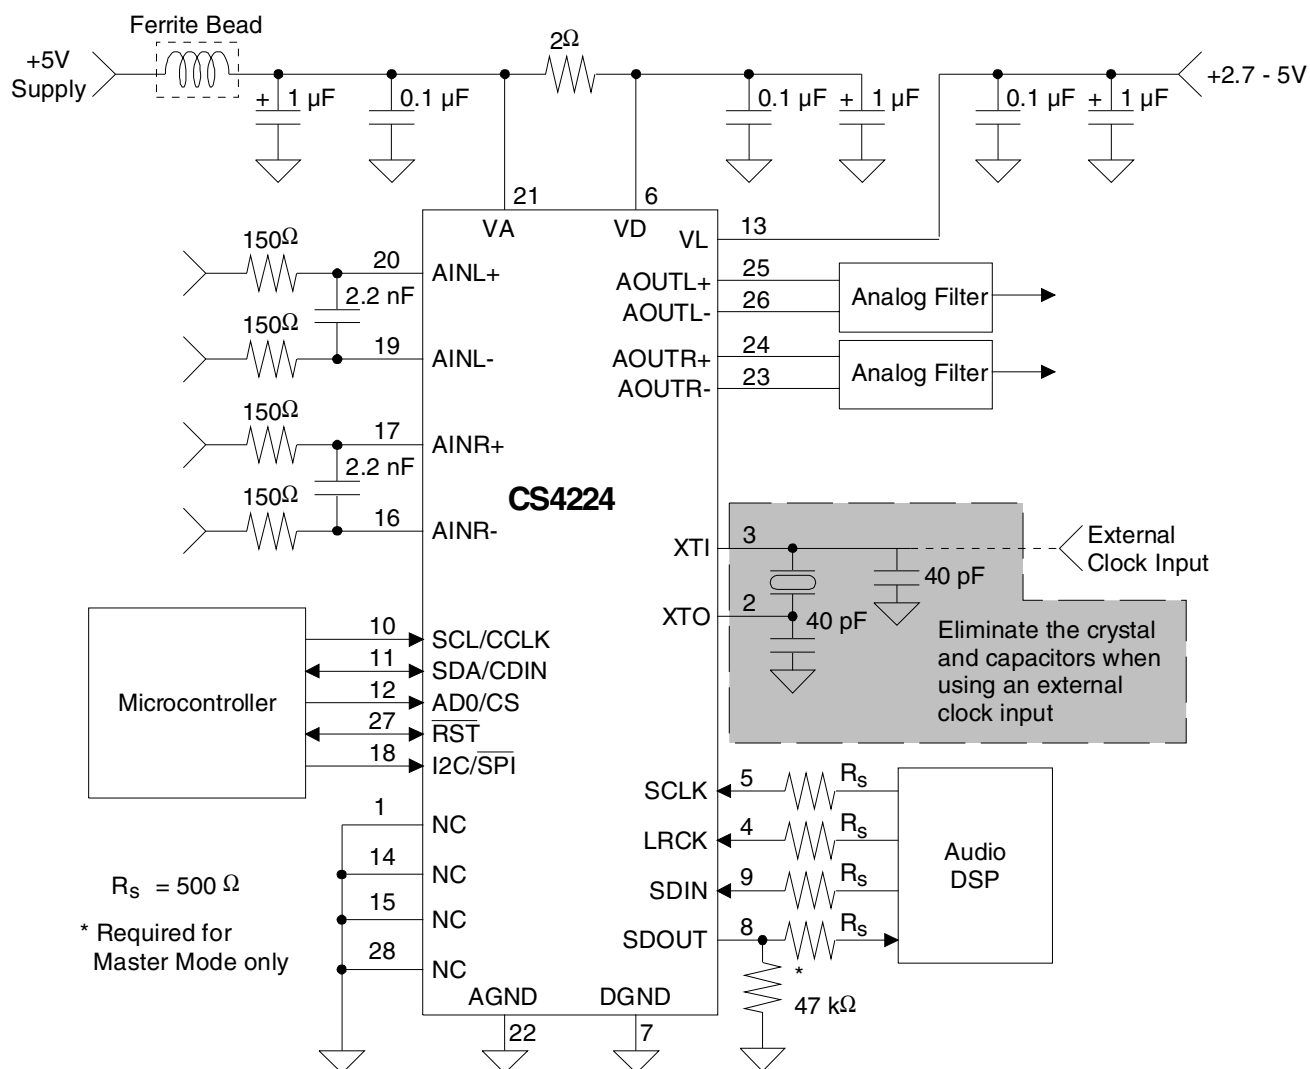 Ferrite Bead
+5V
Supply
2Ω
+2.7 - 5V
+ 1 µF
0.1 µF
0.1 µF
+ 1 µF
0.1 µF
+ 1 µF
21
6
VA
VD
VL
13
150Ω
20
AINL+
2.2 nF
150Ω
19
AINL-
150Ω
17
AINR+
2.2 nF
150Ω
16
AINR-
AOUTL+
25
AOUTL-
26
Analog Filter
AOUTR+
24
AOUTR-
23
Analog Filter
CS4224
XTI
3
External
Clock Input
40 pF
XTO
2
40 pF
Eliminate the crystal
and capacitors when
using an external
clock input
Microcontroller
10
SCL/CCLK
11
SDA/CDIN
12
AD0/CS
27
RST
18
I2C/SPI
1
NC
14
NC
15
NC
28
NC
SCLK
5
Rs
LRCK
4
Rs
SDIN
9
Rs
SDOUT
8
Rs
Audio
DSP
*
47 kΩ
Rs = 500 Ω
* Required for
Master Mode only
AGND
DGND
22
7